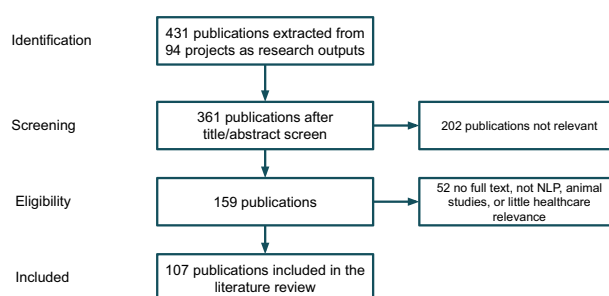 Identification
431 publications extracted from
94 projects as research outputs
Screening
361 publications after
title/abstract screen
202 publications not relevant
Eligibility
159 publications
52 no full text, not NLP, animal
studies, or little healthcare
relevance
Included
107 publications included in the
literature review